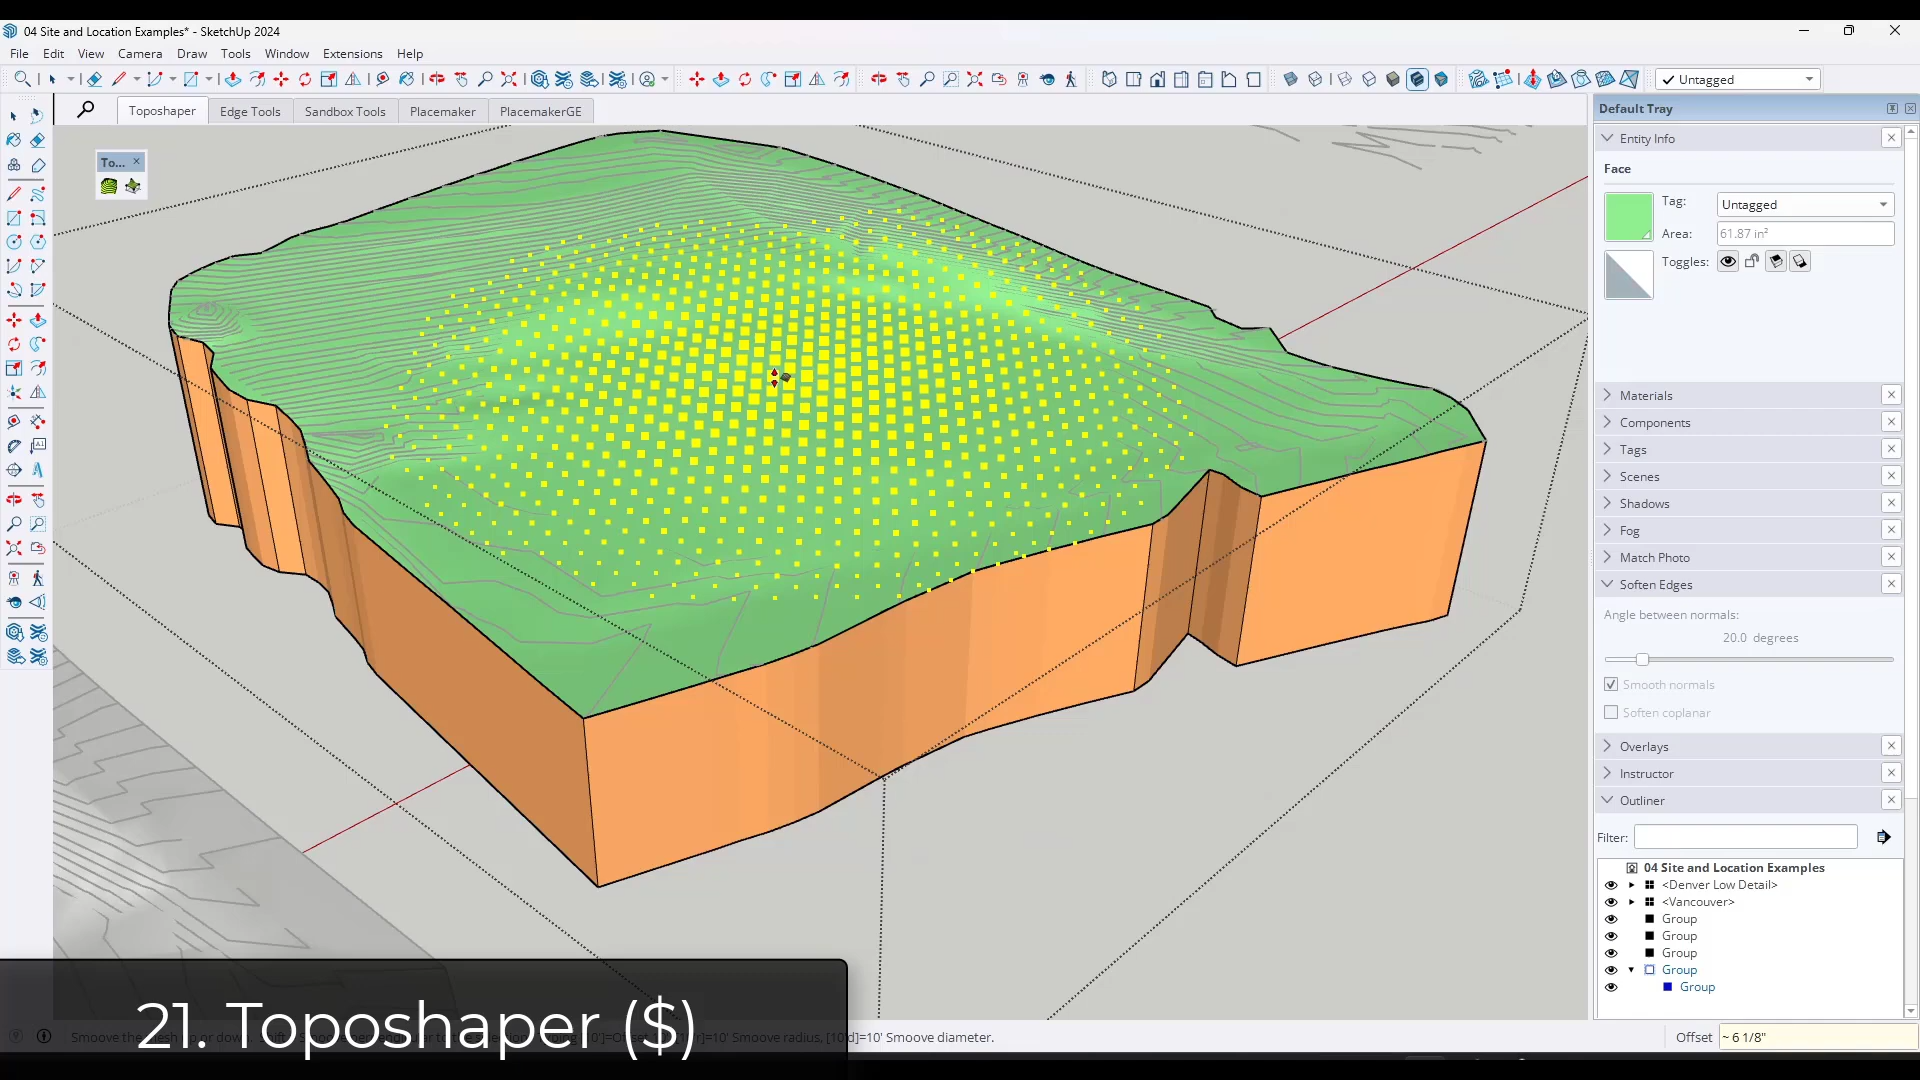 04 Site and Location Examples* - SketchUp 2024
File Edit View Camera Draw Tools Window Extensions Help
Untagged
Toposhaper Edge Tools Sandbox Tools Placemaker PlacemakerGE
To...
Default Tray
Entity Info
Face
Tag: Untagged
Area: 61.87 in²
Toggles:
Materials
Components
Tags
Scenes
Shadows
Fog
Match Photo
Soften Edges
Angle between normals:
20.0 degrees
Smooth normals
Soften coplanar
Overlays
Instructor
Outliner
Filter:
04 Site and Location Examples
<Denver Low Detail>
<Vancouver>
Group
Group
Group
Group
Group
21. Toposhaper ($)
=10' Smoove radius, [10'd]=10' Smoove diameter.
Offset ~ 6 1/8"